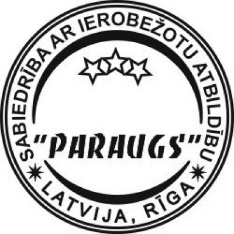 SABIEDRĪBA AR IEROBEŽOTU ATBILDĪBU
"PARAUGS"
LATVIJA, RĪGA